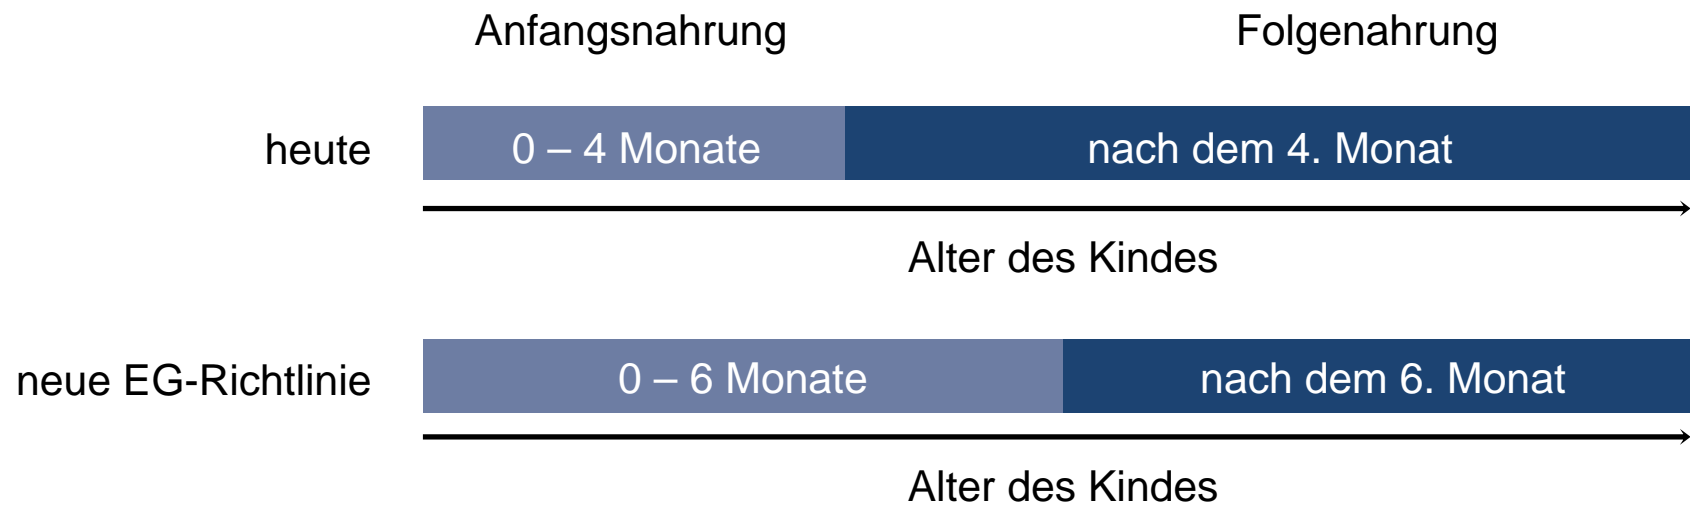 Anfangsnahrung Folgenahrung
heute 0 – 4 Monate nach dem 4. Monat
Alter des Kindes
neue EG-Richtlinie 0 – 6 Monate nach dem 6. Monat
Alter des Kindes